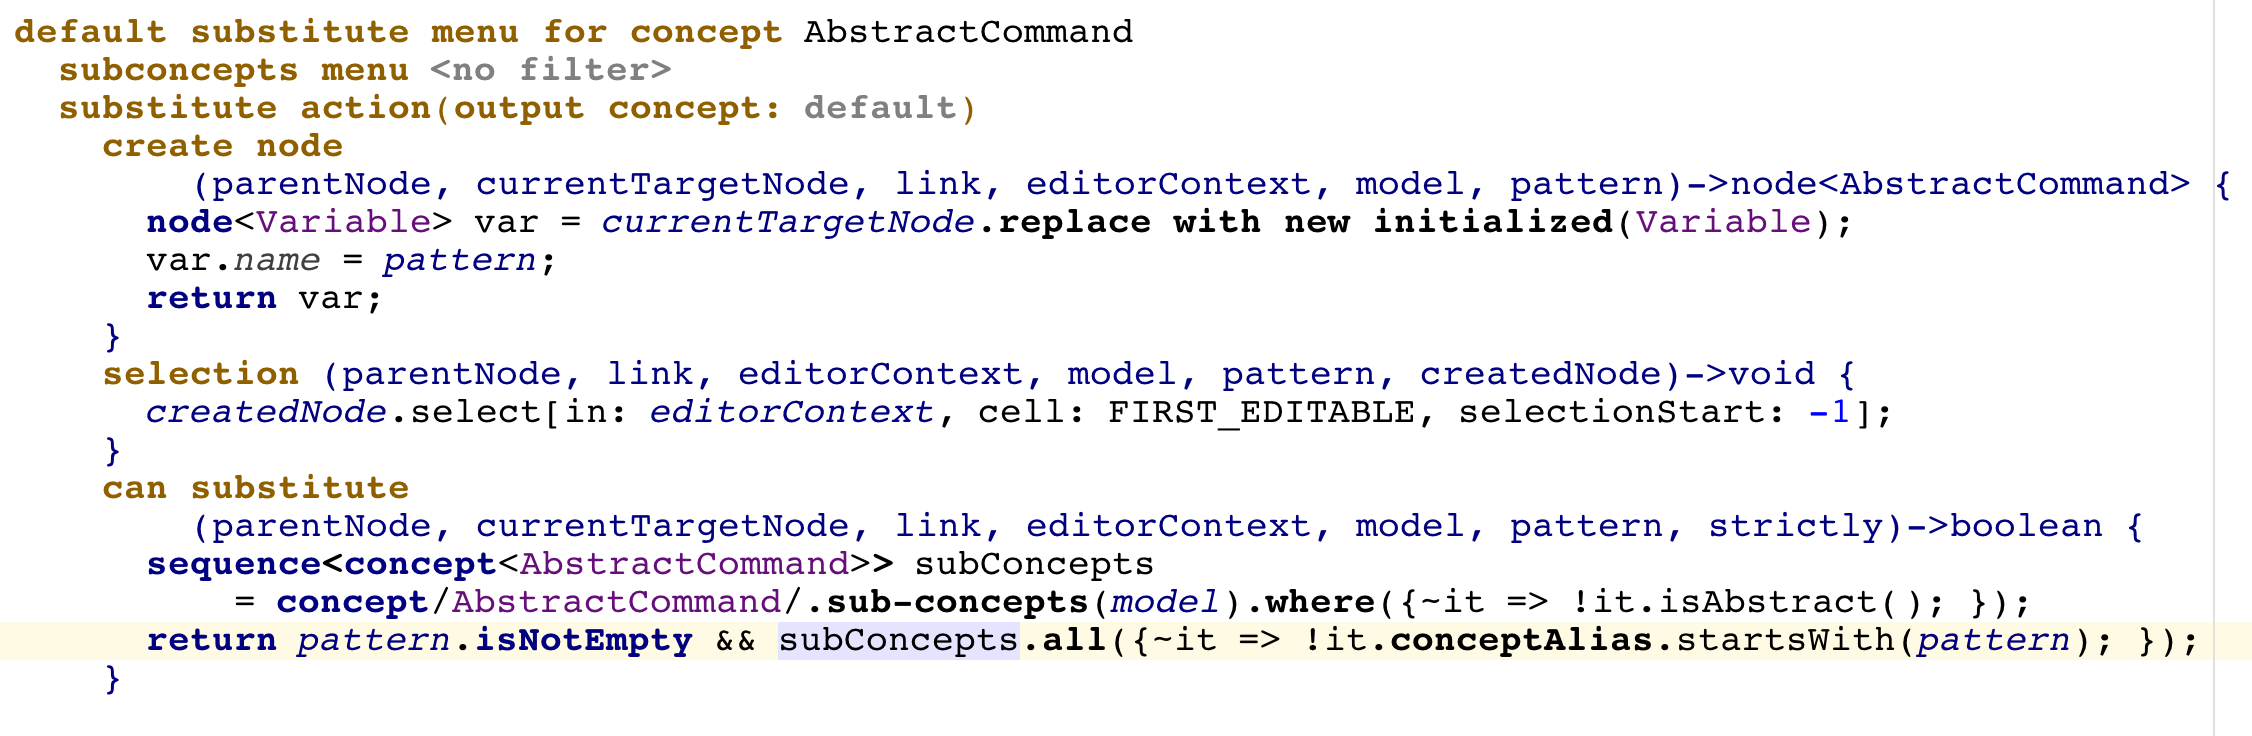 default substitute menu for concept AbstractCommand
subconcepts menu <no filter>
substitute action(output concept: default)
create node
(parentNode, currentTargetNode, link, editorContext, model, pattern)->node<AbstractCommand> {
node<Variable> var = currentTargetNode.replace with new initialized(Variable);
var.name = pattern;
return var;
}
selection (parentNode, link, editorContext, model, pattern, createdNode)->void {
createdNode.select[in: editorContext, cell: FIRST_EDITABLE, selectionStart: -1];
}
can substitute
(parentNode, currentTargetNode, link, editorContext, model, pattern, strictly)->boolean {
sequence<concept<AbstractCommand>> subConcepts
= concept/AbstractCommand/.sub-concepts(model).where({~it => !it.isAbstract(); });
return pattern.isNotEmpty && subConcepts.all({~it => !it.conceptAlias.startsWith(pattern); });
}